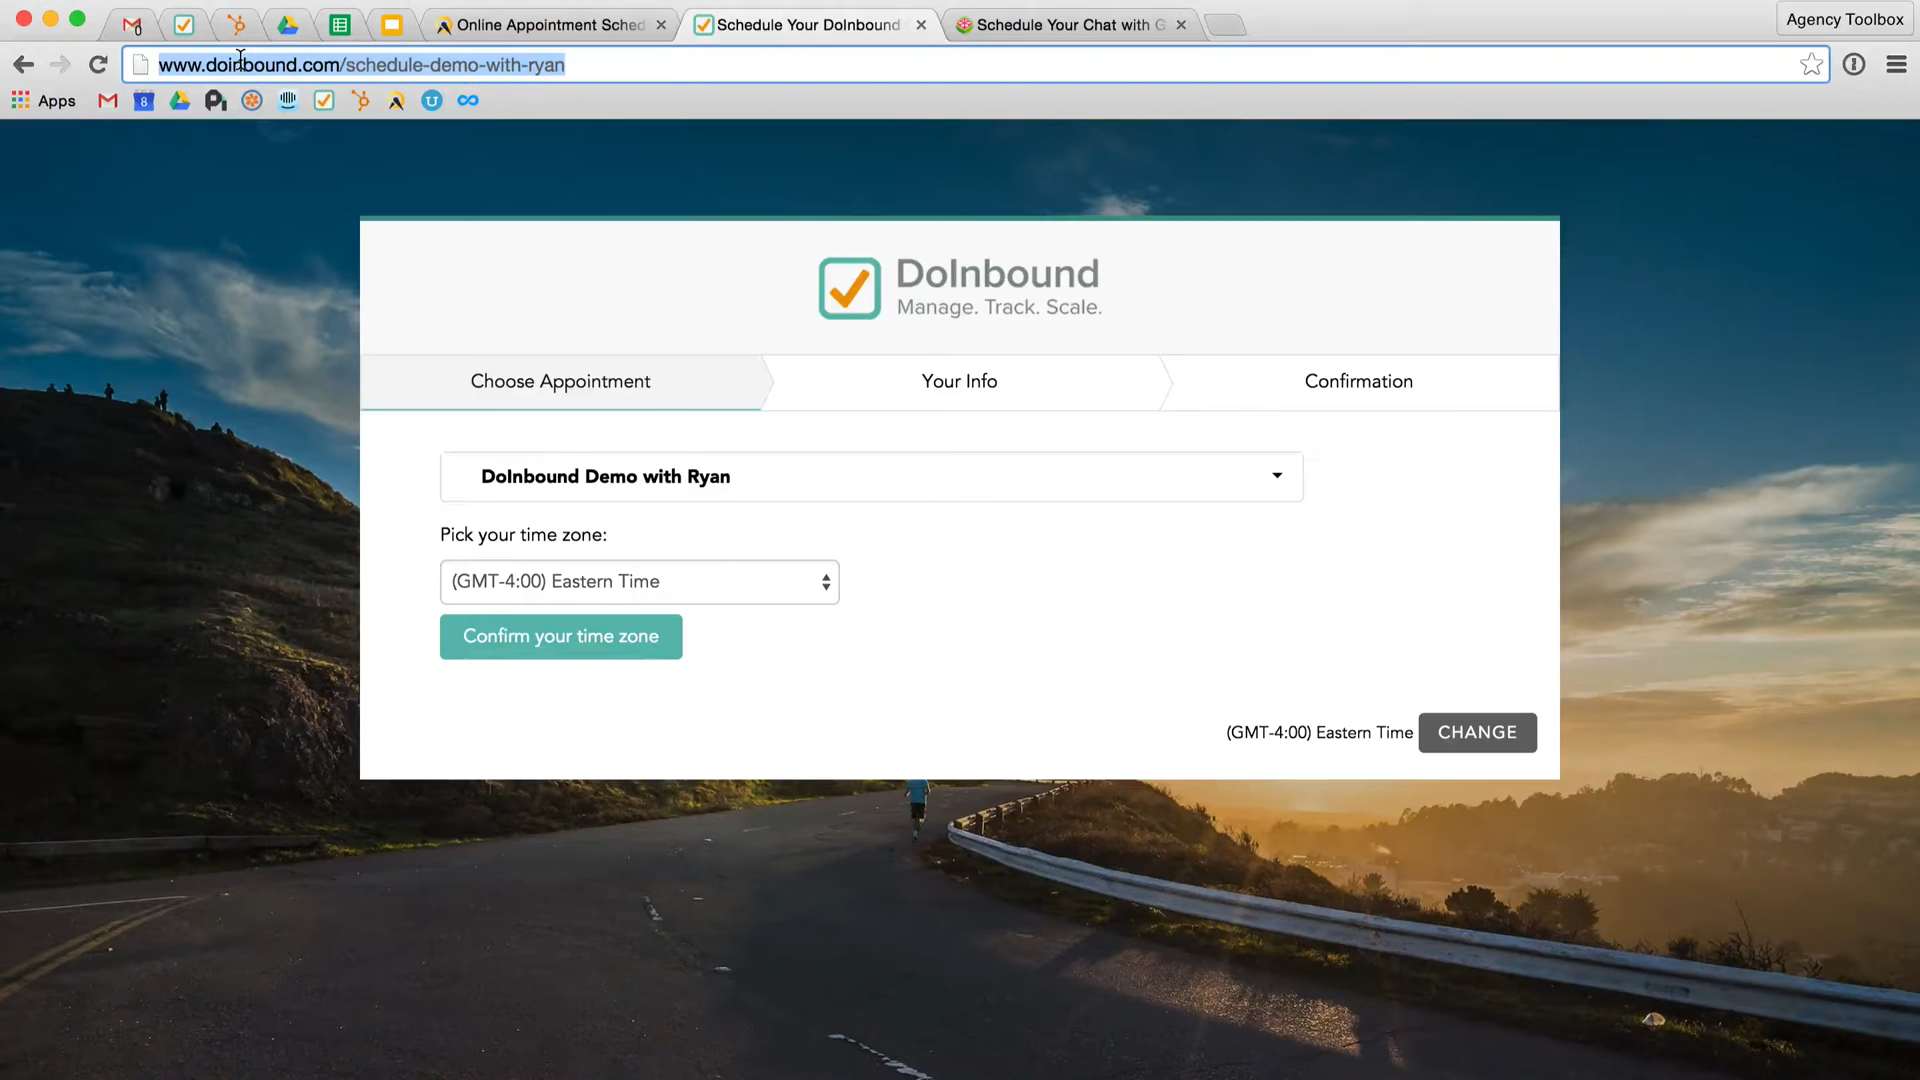 Online Appointment Sched
Schedule Your DoInbound
Schedule Your Chat with G
Agency Toolbox
www.doinbound.com/schedule-demo-with-ryan
Apps
DoInbound
Manage. Track. Scale.
Choose Appointment
Your Info
Confirmation
DoInbound Demo with Ryan
Pick your time zone:
(GMT-4:00) Eastern Time
Confirm your time zone
(GMT-4:00) Eastern Time CHANGE